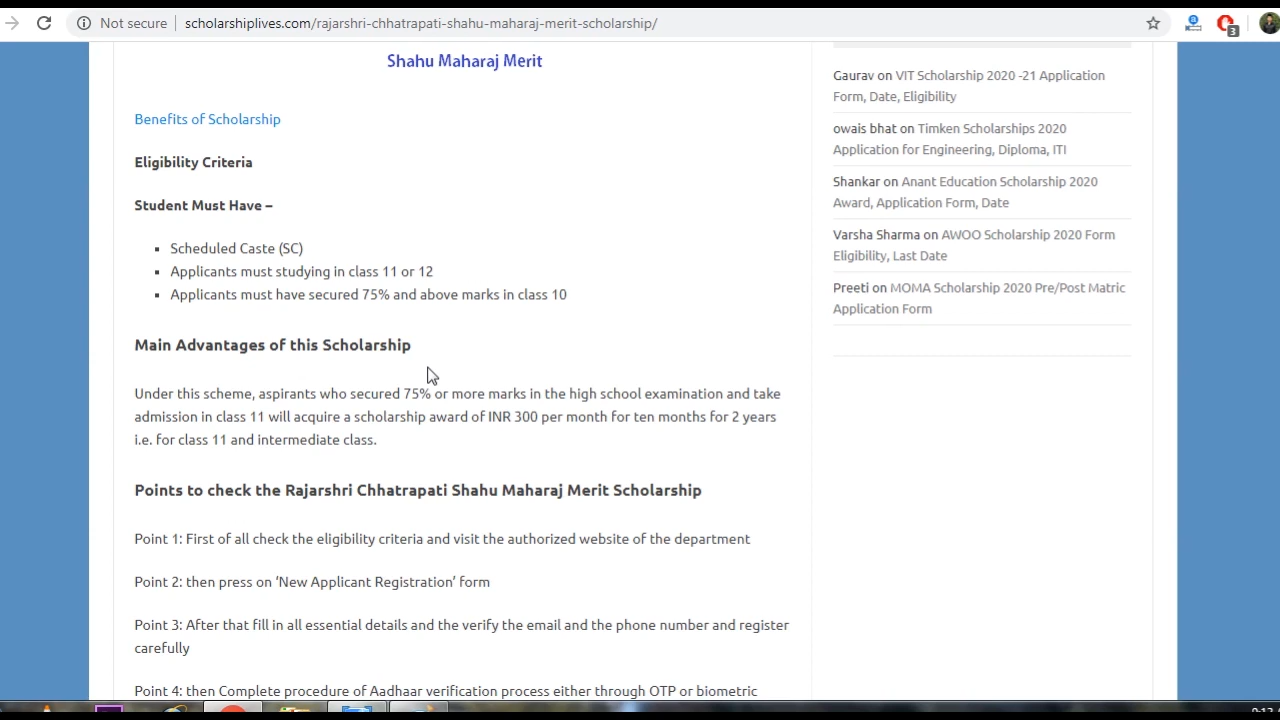 Not secure
scholarshiplives.com/rajarshri-chhatrapati-shahu-maharaj-merit-scholarship/
3
Shahu Maharaj Merit
Benefits of Scholarship
Eligibility Criteria
Student Must Have –
Scheduled Caste (SC)
Applicants must studying in class 11 or 12
Applicants must have secured 75% and above marks in class 10
Main Advantages of this Scholarship
Under this scheme, aspirants who secured 75% or more marks in the high school examination and take
admission in class 11 will acquire a scholarship award of INR 300 per month for ten months for 2 years
i.e. for class 11 and intermediate class.
Points to check the Rajarshri Chhatrapati Shahu Maharaj Merit Scholarship
Point 1: First of all check the eligibility criteria and visit the authorized website of the department
Point 2: then press on ‘New Applicant Registration’ form
Point 3: After that fill in all essential details and the verify the email and the phone number and register
carefully
Point 4: then Complete procedure of Aadhaar verification process either through OTP or biometric
Gaurav on VIT Scholarship 2020 -21 Application
Form, Date, Eligibility
owais bhat on Timken Scholarships 2020
Application for Engineering, Diploma, ITI
Shankar on Anant Education Scholarship 2020
Award, Application Form, Date
Varsha Sharma on AWOO Scholarship 2020 Form
Eligibility, Last Date
Preeti on MOMA Scholarship 2020 Pre/Post Matric
Application Form